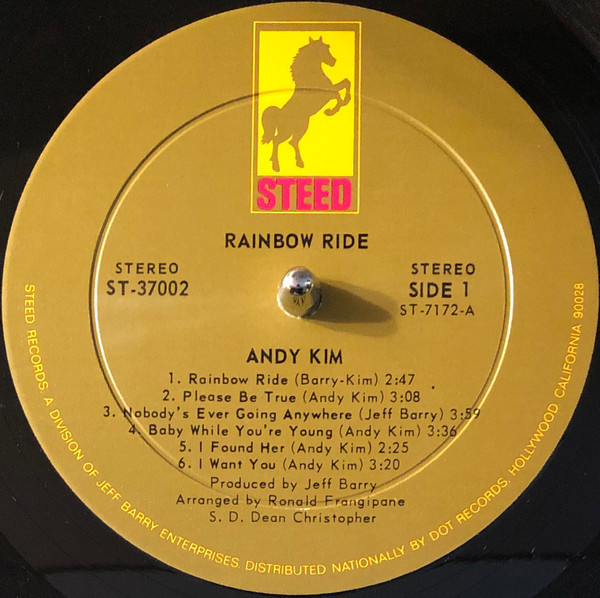 STEED
RAINBOW RIDE
STEREO
ST-37002
STEREO
SIDE 1
ST-7172-A
ANDY KIM
1. Rainbow Ride (Barry-Kim) 2:47
2. Please Be True (Andy Kim) 3:08
3. Nobody's Ever Going Anywhere (Jeff Barry) 3:59
4. Baby While You're Young (Andy Kim) 3:36
5. I Found Her (Andy Kim) 2:25
6. I Want You (Andy Kim) 3:20
Produced by Jeff Barry
Arranged by Ronald Frangipane
S. D. Dean Christopher
STEED RECORDS. A DIVISION OF JEFF BARRY ENTERPRISES. DISTRIBUTED NATIONALLY BY DOT RECORDS. HOLLYWOOD CALIFORNIA 90028